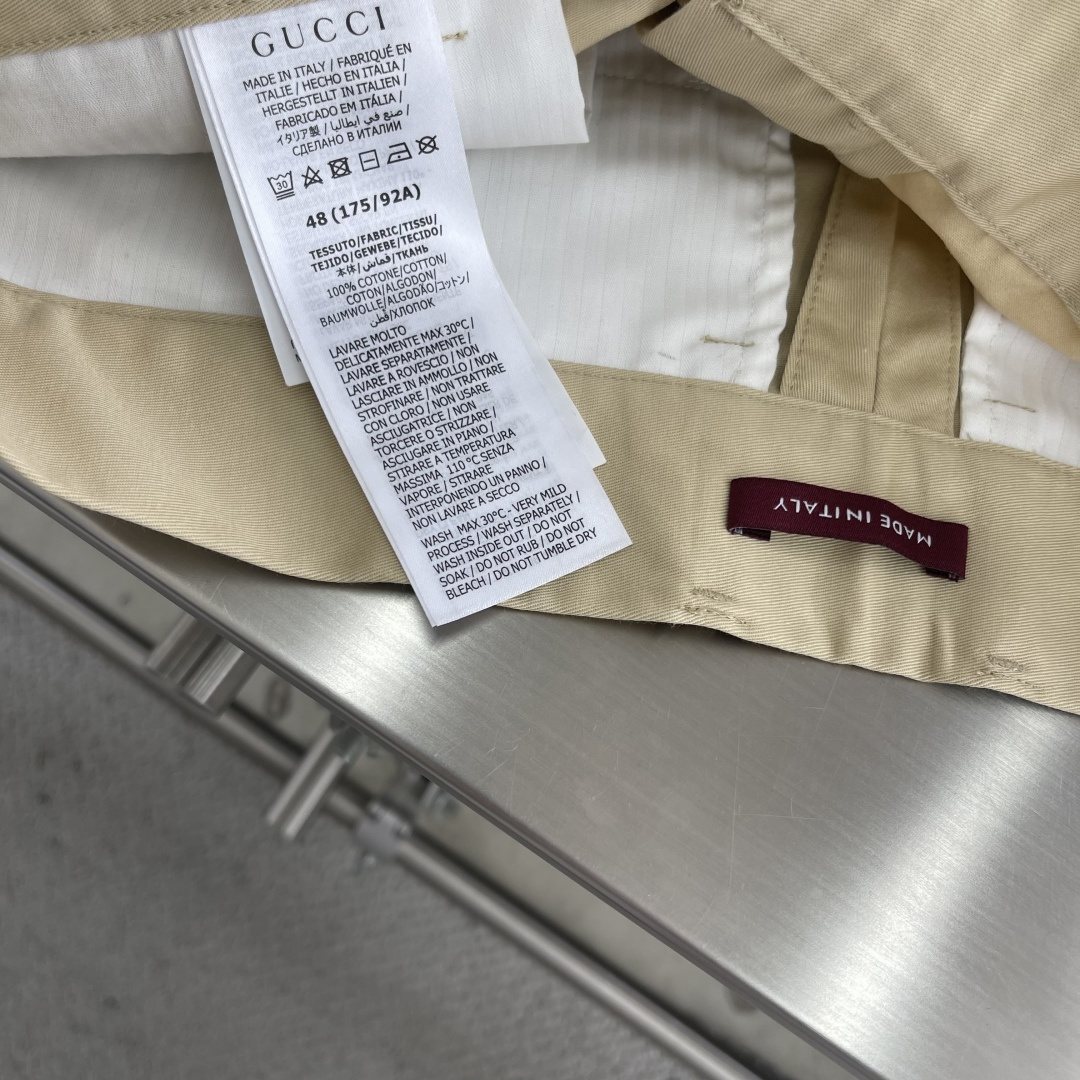 GUCCI
MADE IN ITALY / FABRIQUÉ EN
ITALIE / HECHO EN ITALIA /
HERGESTELLT IN ITALIEN /
FABRICADO EM ITÁLIA /
イタリア製 / صنع في ايطاليا /
СДЕЛАНО В ИТАЛИИ
30
48 (175/92A)
TESSUTO/FABRIC/TISSU/
TEJIDO/GEWEBE/TECIDO/
本体/قماش/ТКАНЬ
100% COTONE/COTTON/
COTON/ALGODON/
BAUMWOLLE/ALGODÃO/コットン/
قطن/ХЛОПОК
LAVARE MOLTO
DELICATAMENTE MAX 30°C /
LAVARE SEPARATAMENTE /
LAVARE A ROVESCIO / NON
LASCIARE IN AMMOLLO / NON
STROFINARE / NON TRATTARE
CON CLORO / NON USARE
ASCIUGATRICE / NON
TORCERE O STRIZZARE /
ASCIUGARE IN PIANO /
STIRARE A TEMPERATURA
MASSIMA 110 °C SENZA
VAPORE / STIRARE
INTERPONENDO UN PANNO /
NON LAVARE A SECCO
WASH MAX 30°C - VERY MILD
PROCESS / WASH SEPARATELY /
WASH INSIDE OUT / DO NOT
SOAK / DO NOT RUB / DO NOT
BLEACH / DO NOT TUMBLE DRY
MADE IN ITALY